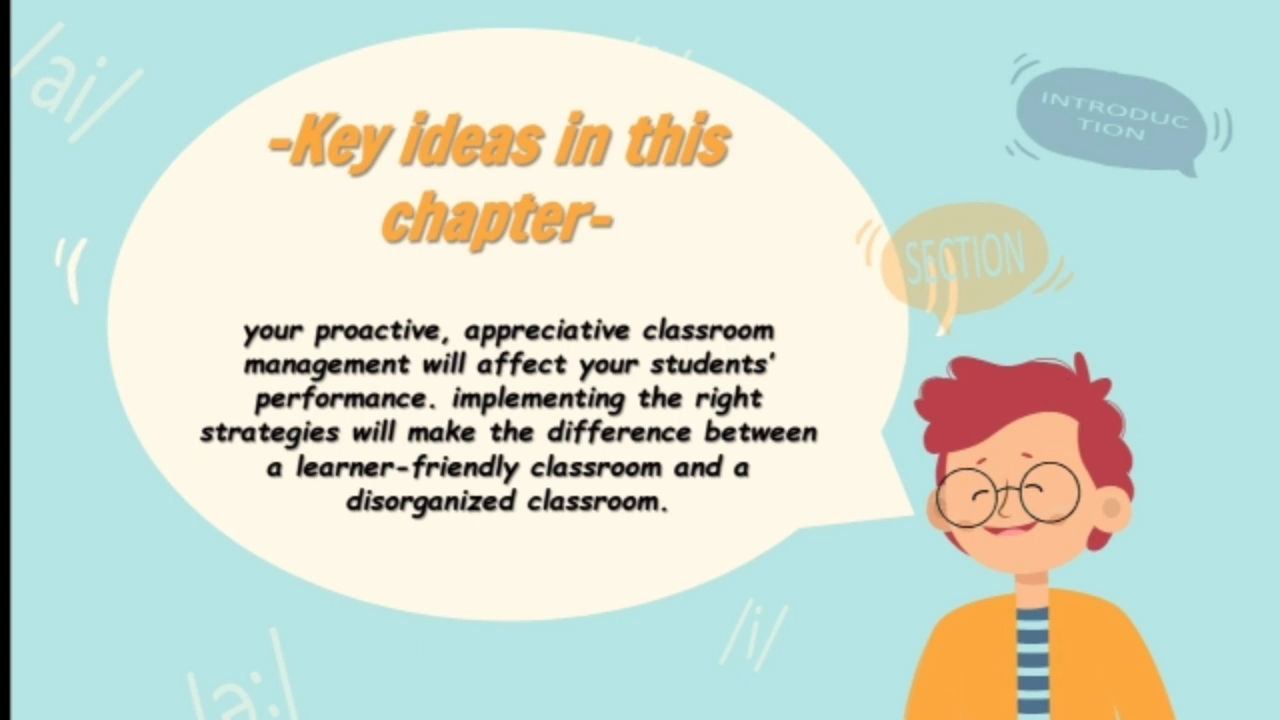 /ai/
INTRODUC
TION
-Key ideas in this
chapter-
SECTION
your proactive, appreciative classroom
management will affect your students'
performance. implementing the right
strategies will make the difference between
a learner-friendly classroom and a
disorganized classroom.
/i/
/a:/